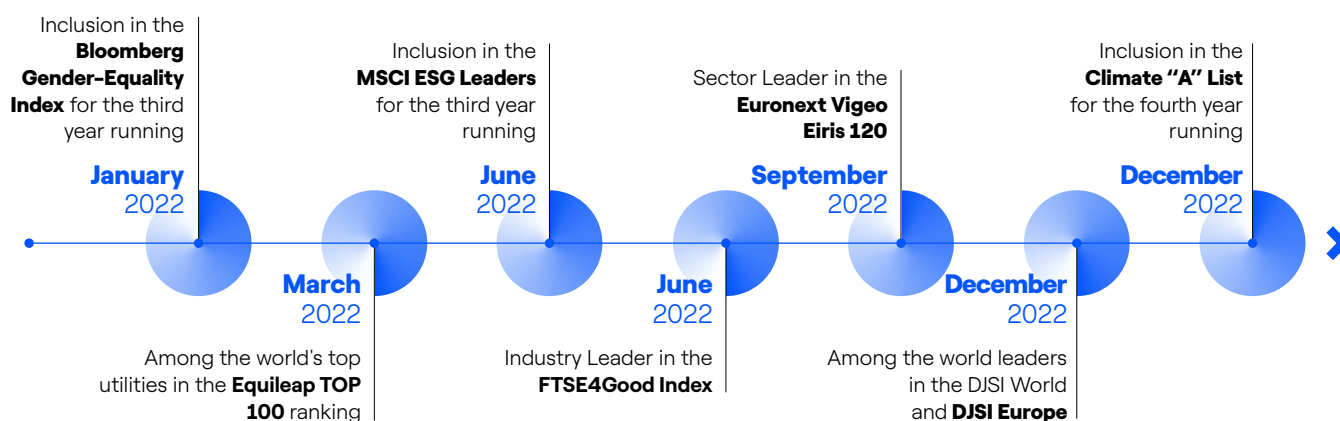 Inclusion in the
Bloomberg
Gender-Equality
Index for the third
year running
January
2022
March
2022
Among the world's top
utilities in the Equileap TOP
100 ranking
Inclusion in the
MSCI ESG Leaders
for the third year
running
June
2022
June
2022
Industry Leader in the
FTSE4Good Index
Sector Leader in the
Euronext Vigeo
Eiris 120
September
2022
December
2022
Among the world leaders
in the DJSI World
and DJSI Europe
Inclusion in the
Climate “A” List
for the fourth year
running
December
2022